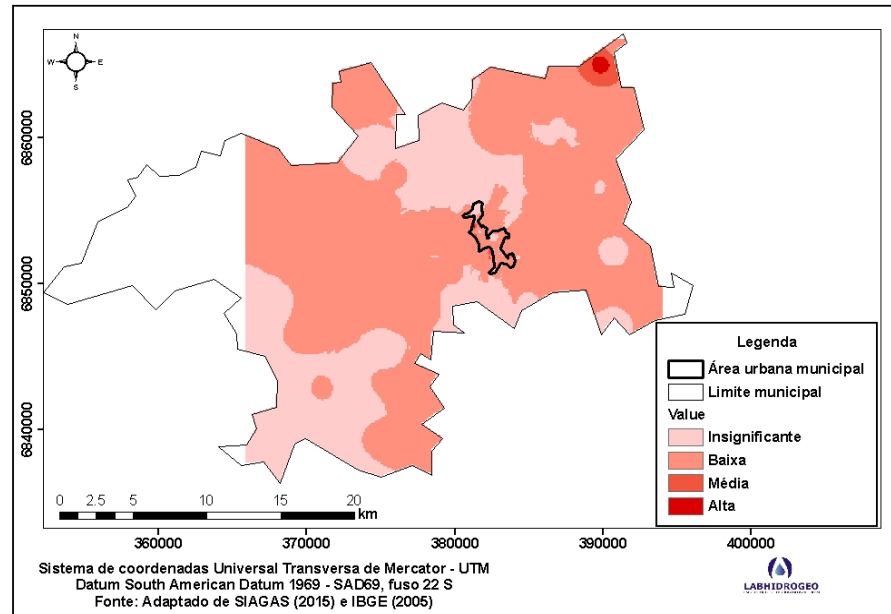 N
W E
S
6860000
6850000
6840000
Legenda
Área urbana municipal
Limite municipal
Value
Insignificante
Baixa
Média
Alta
0 2.5 5 10 15 20
km
360000 370000 380000 390000 400000
Sistema de coordenadas Universal Transversa de Mercator - UTM
Datum South American Datum 1969 - SAD69, fuso 22 S
Fonte: Adaptado de SIAGAS (2015) e IBGE (2005)
LABHIDROGEO